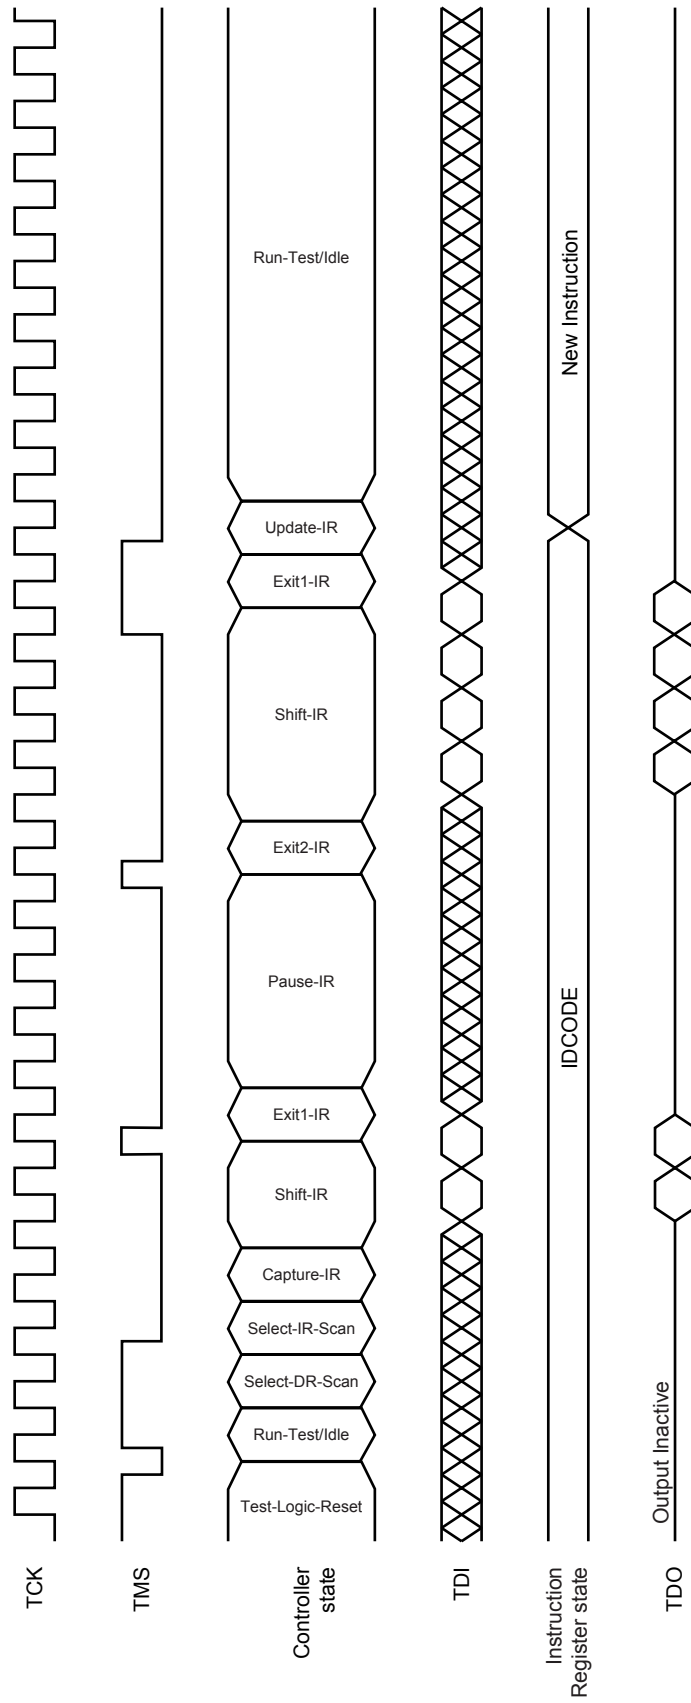 Run-Test/Idle
New Instruction
Update-IR
Exit1-IR
Shift-IR
Exit2-IR
Pause-IR
IDCODE
Exit1-IR
Shift-IR
Capture-IR
Select-IR-Scan
Select-DR-Scan
Run-Test/Idle
Test-Logic-Reset
Output Inactive
TCK
TMS
Controller
state
TDI
Instruction
Register state
TDO